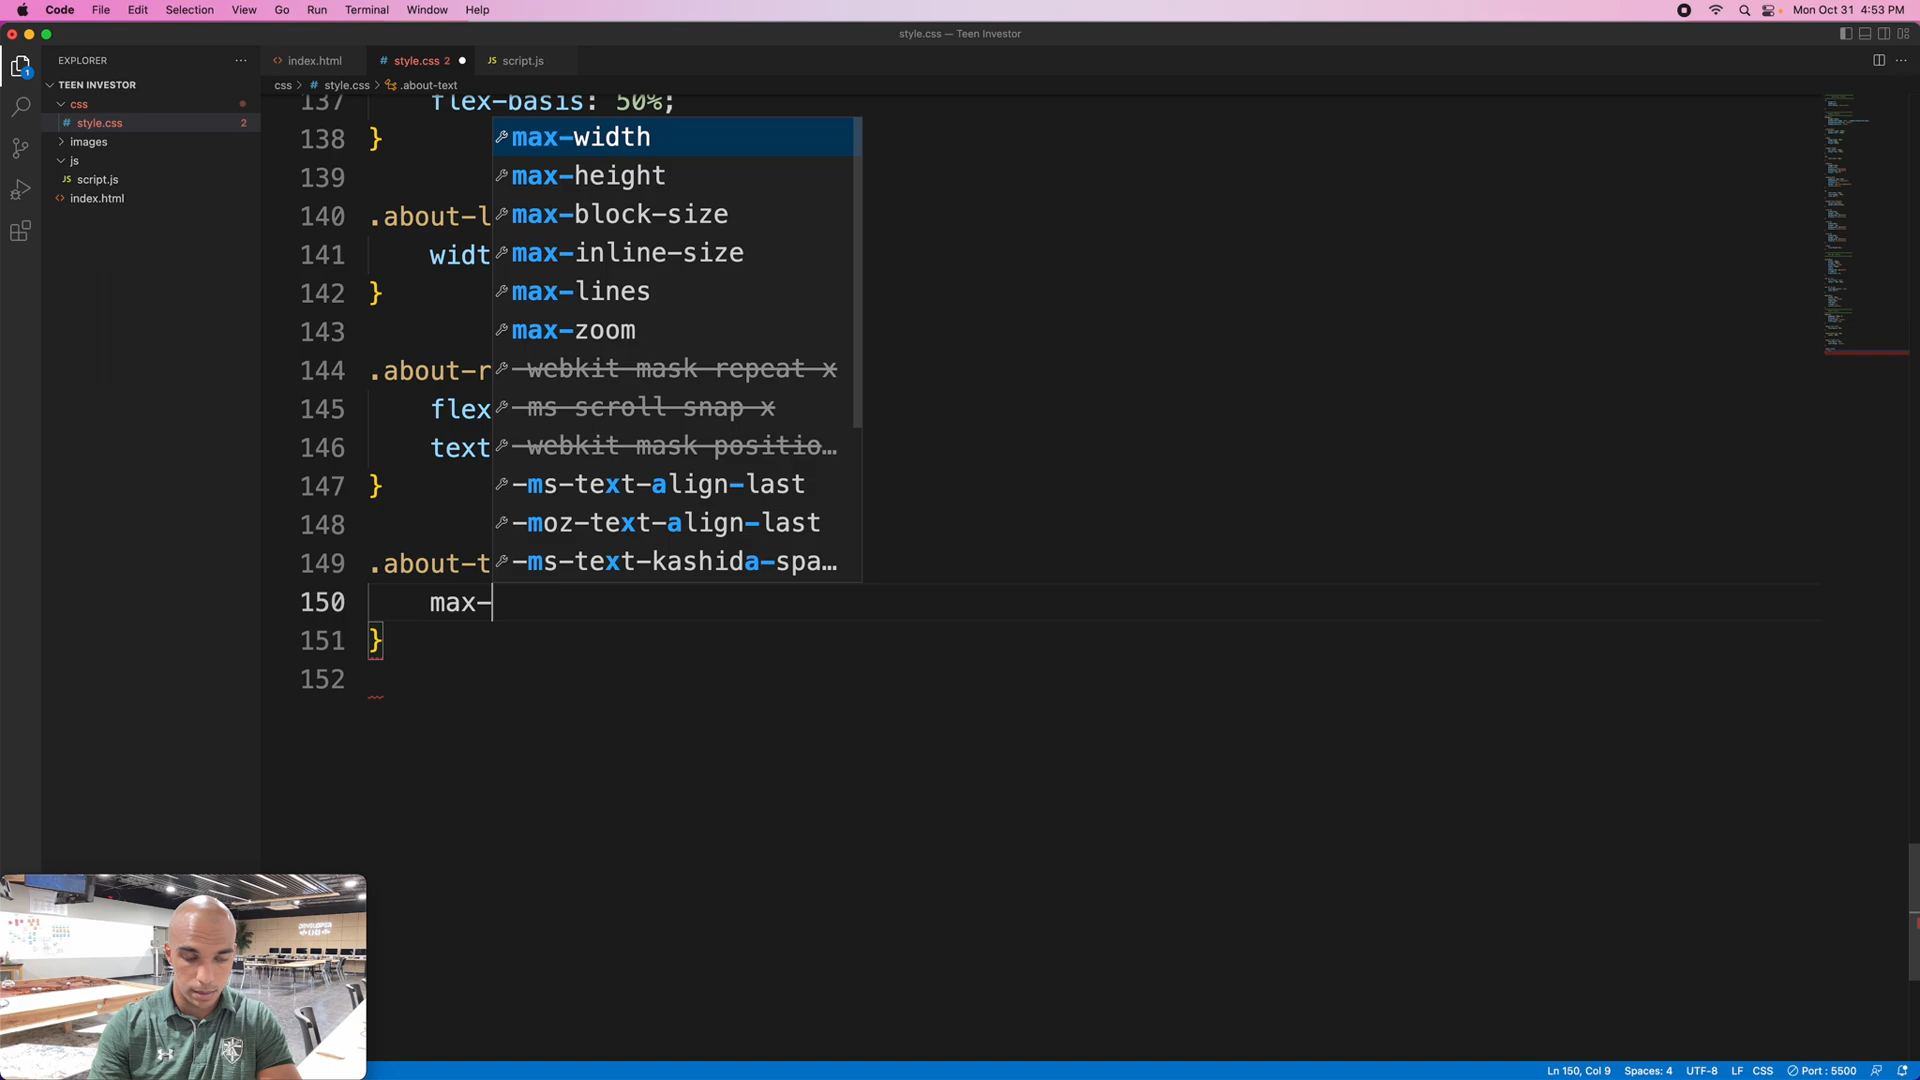 Code File Edit Selection View Go Run Terminal Window Help Mon Oct 31 4:53 PM
style.css — Teen Investor
EXPLORER
index.html
# style.css 2
JS script.js
TEEN INVESTOR
css > # style.css > .about-text
css
# style.css 2
images
js
JS script.js
index.html
1
137 flex-basis: 50%;
138 }
139
140 .about-l
141 widt
142 }
143
144 .about-r
145 flex
146 text
147 }
148
149 .about-t
150 max-
151 }
152
max-width
max-height
max-block-size
max-inline-size
max-lines
max-zoom
-webkit-mask-repeat-x
-ms-scroll-snap-x
-webkit-mask-positio…
-ms-text-align-last
-moz-text-align-last
-ms-text-kashida-spa…
DEVELOPER
Ln 150, Col 9 Spaces: 4 UTF-8 LF CSS Port : 5500